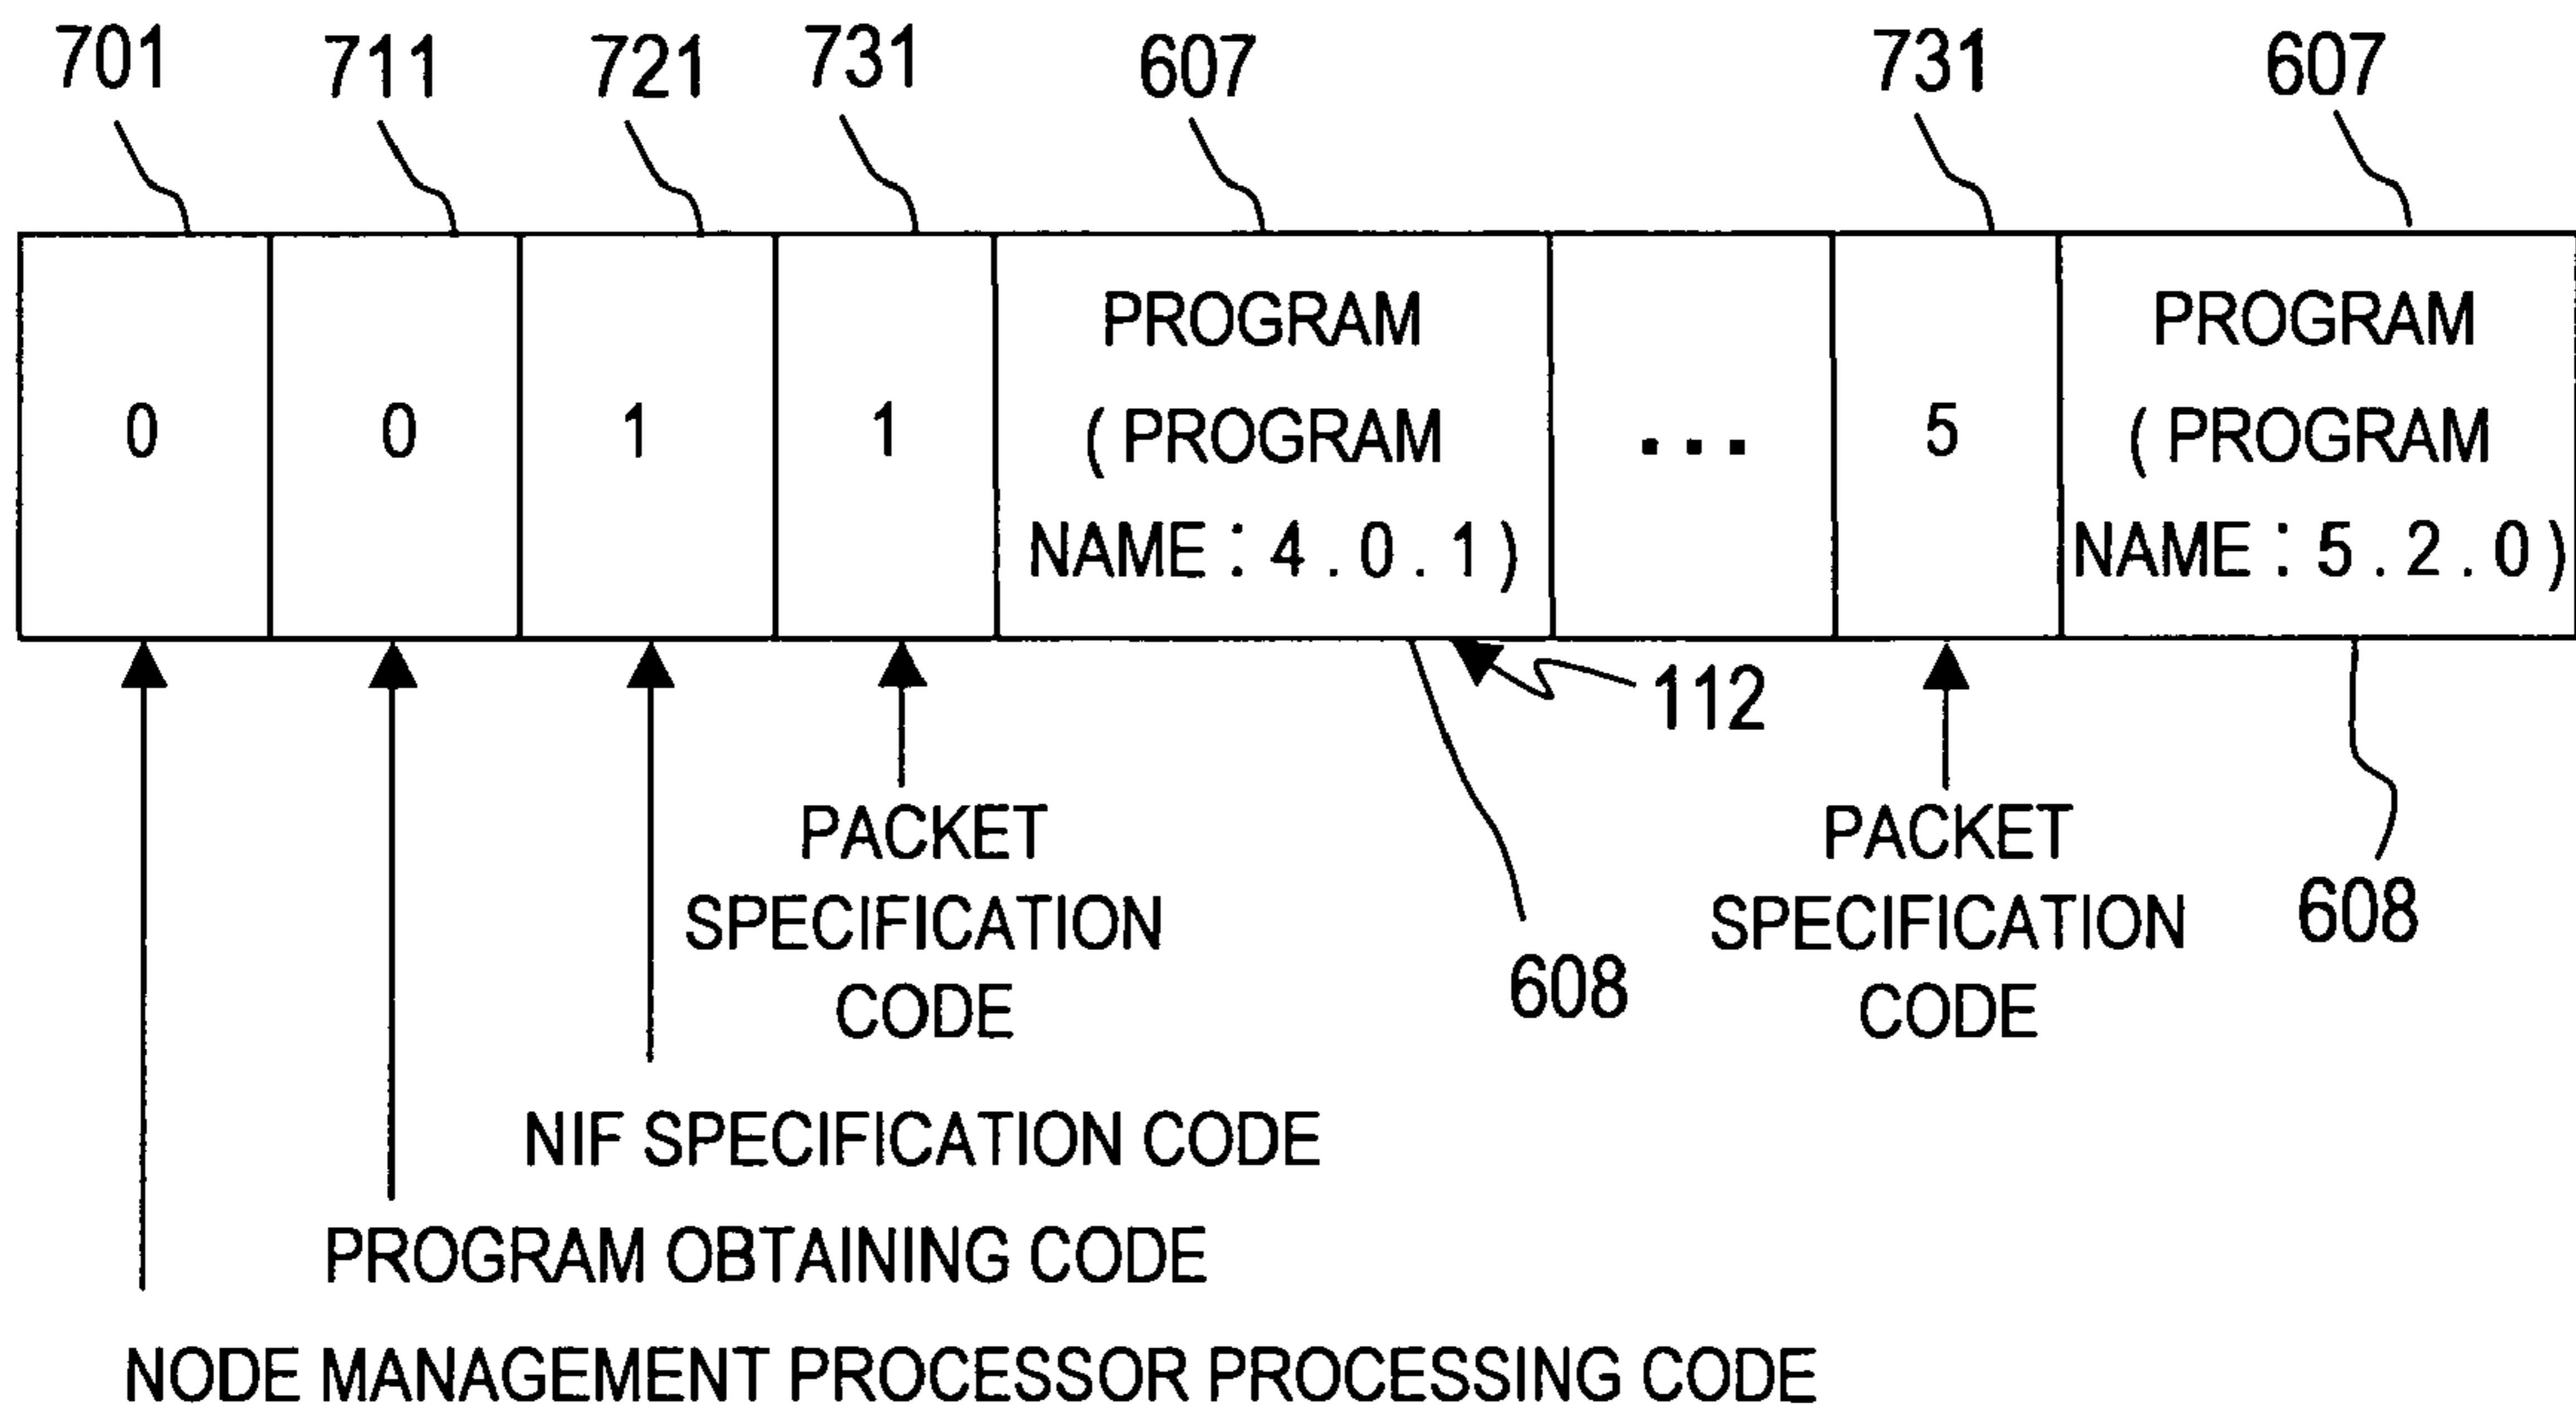 701 711 721 731 607 731 607
0 0 1 1 PROGRAM ( PROGRAM NAME : 4 . 0 . 1 ) ... 5 PROGRAM ( PROGRAM NAME : 5 . 2 . 0 )
112
PACKET
SPECIFICATION
CODE
608
PACKET
SPECIFICATION
CODE
608
NIF SPECIFICATION CODE
PROGRAM OBTAINING CODE
NODE MANAGEMENT PROCESSOR PROCESSING CODE